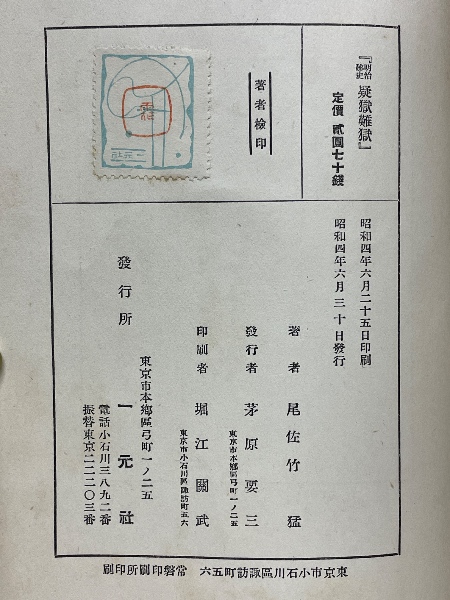 『明治秘史 疑獄難獄』
定價 貳圓七十錢
著者檢印
一元社
昭和四年六月二十五日印刷
昭和四年六月三十日發行
著者 尾佐竹猛
發行者 茅原要三
東京市本鄉區弓町一ノ二五
印刷者 堀江關武
東京市小石川區諏訪町五六
東京市本鄉區弓町一ノ二五
發行所 一元社
電話小石川三八九二番
振替東京二二二〇三番
東京市小石川區諏訪町五六 常磐印刷所印刷